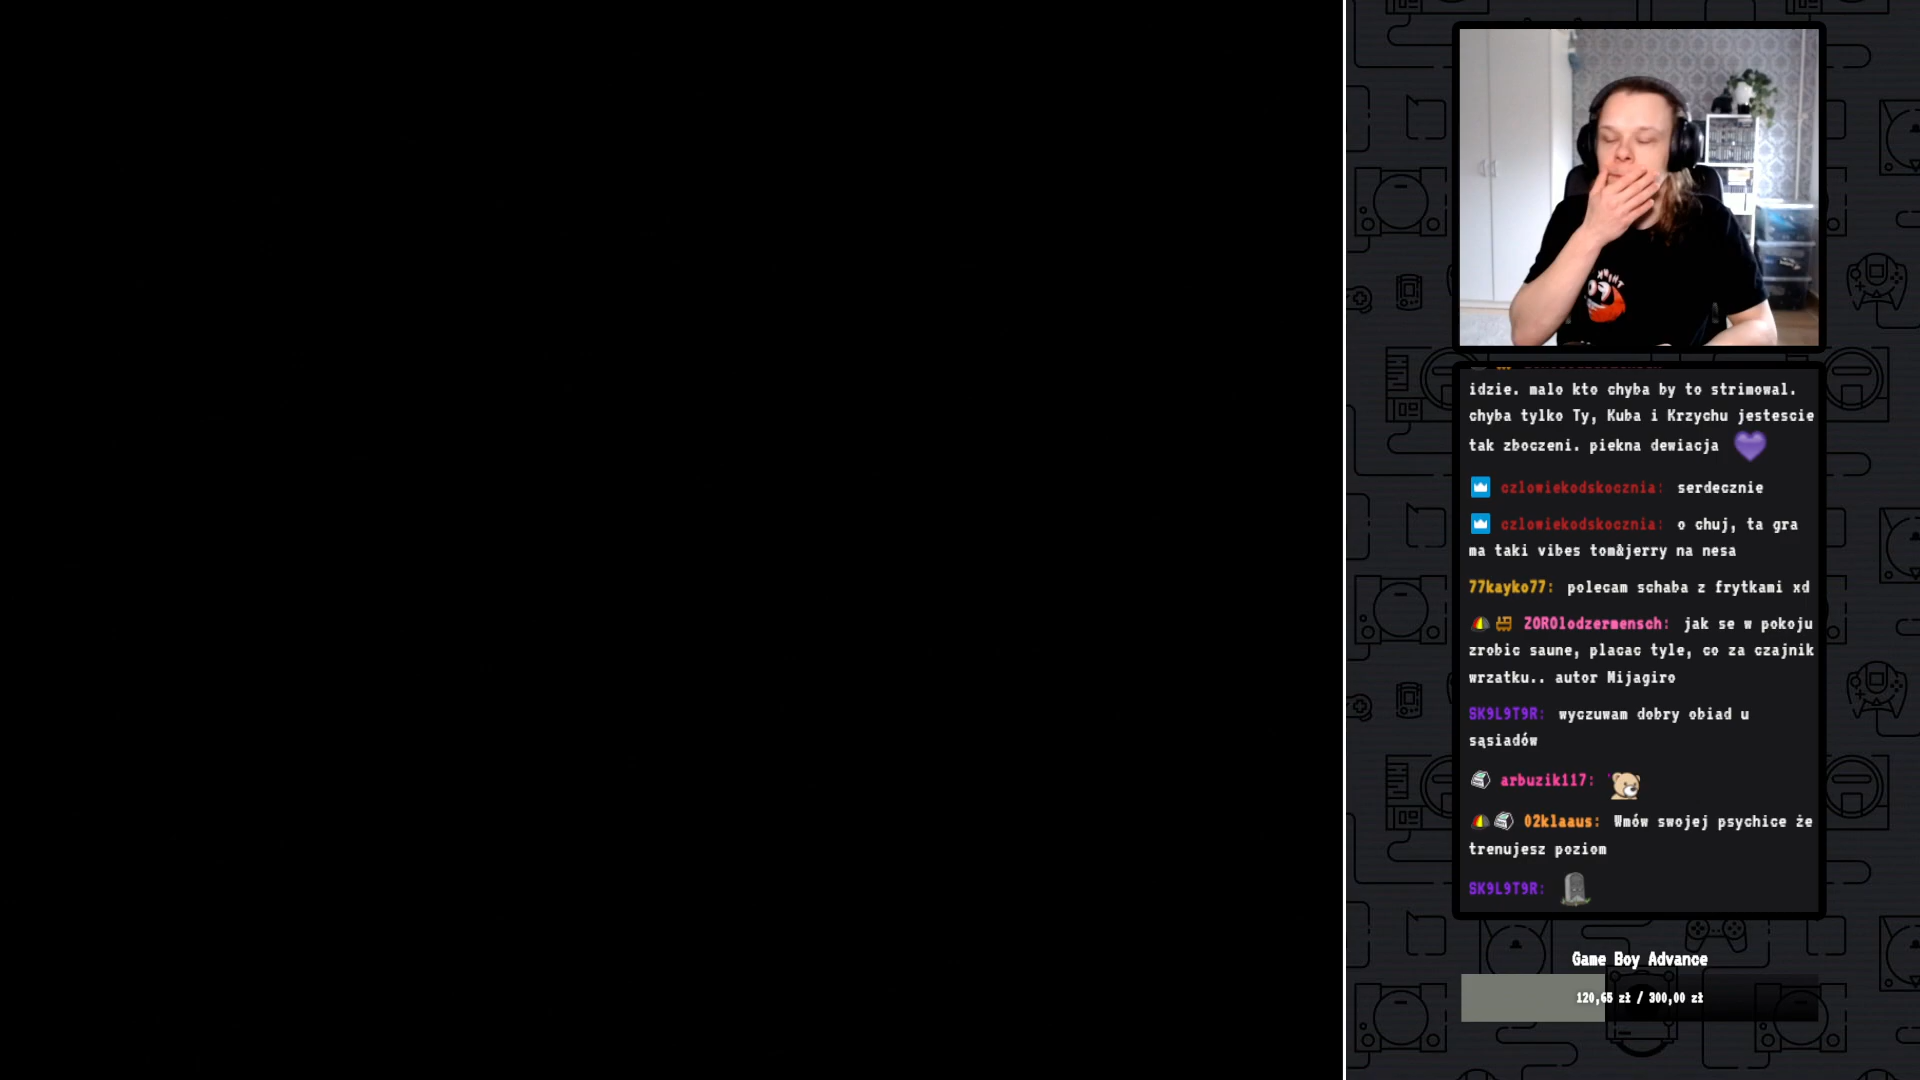 idzie. malo kto chyba by to strimowal.
chyba tylko Ty, Kuba i Krzychu jestescie
tak zboczeni. piekna dewiacja
czlowiekodskocznia: serdecznie
czlowiekodskocznia: o chuj, ta gra
ma taki vibes tom&jerry na nesa
77kayko77: polecam schaba z frytkami xd
ZOROlodzermensch: jak se w pokoju
zrobic saune, placac tyle, co za czajnik
wrzatku.. autor Mijagiro
SK9L9T9R: wyczuwam dobry obiad u
sąsiadów
arbuzik117:
02klaaus: Wmów swojej psychice że
trenujesz poziom
SK9L9T9R:
Game Boy Advance
120,65 zł / 300,00 zł